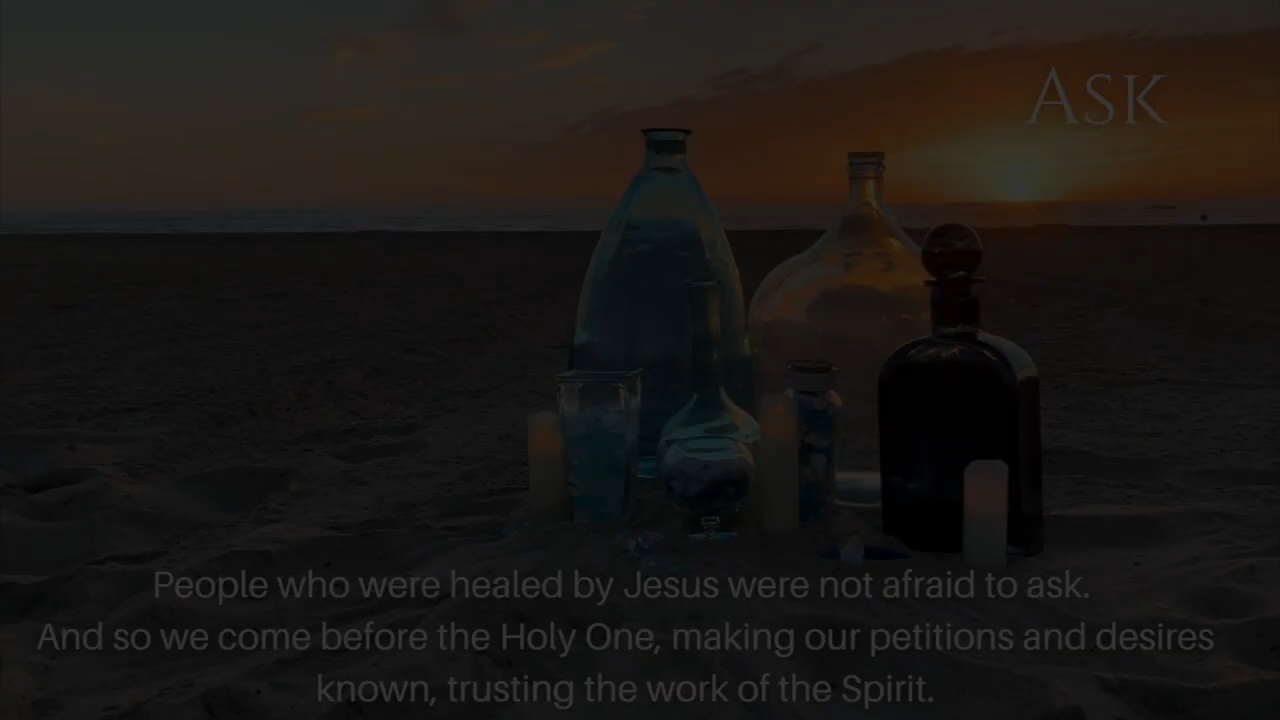 Ask
People who were healed by Jesus were not afraid to ask.
And so we come before the Holy One, making our petitions and desires
known, trusting the work of the Spirit.